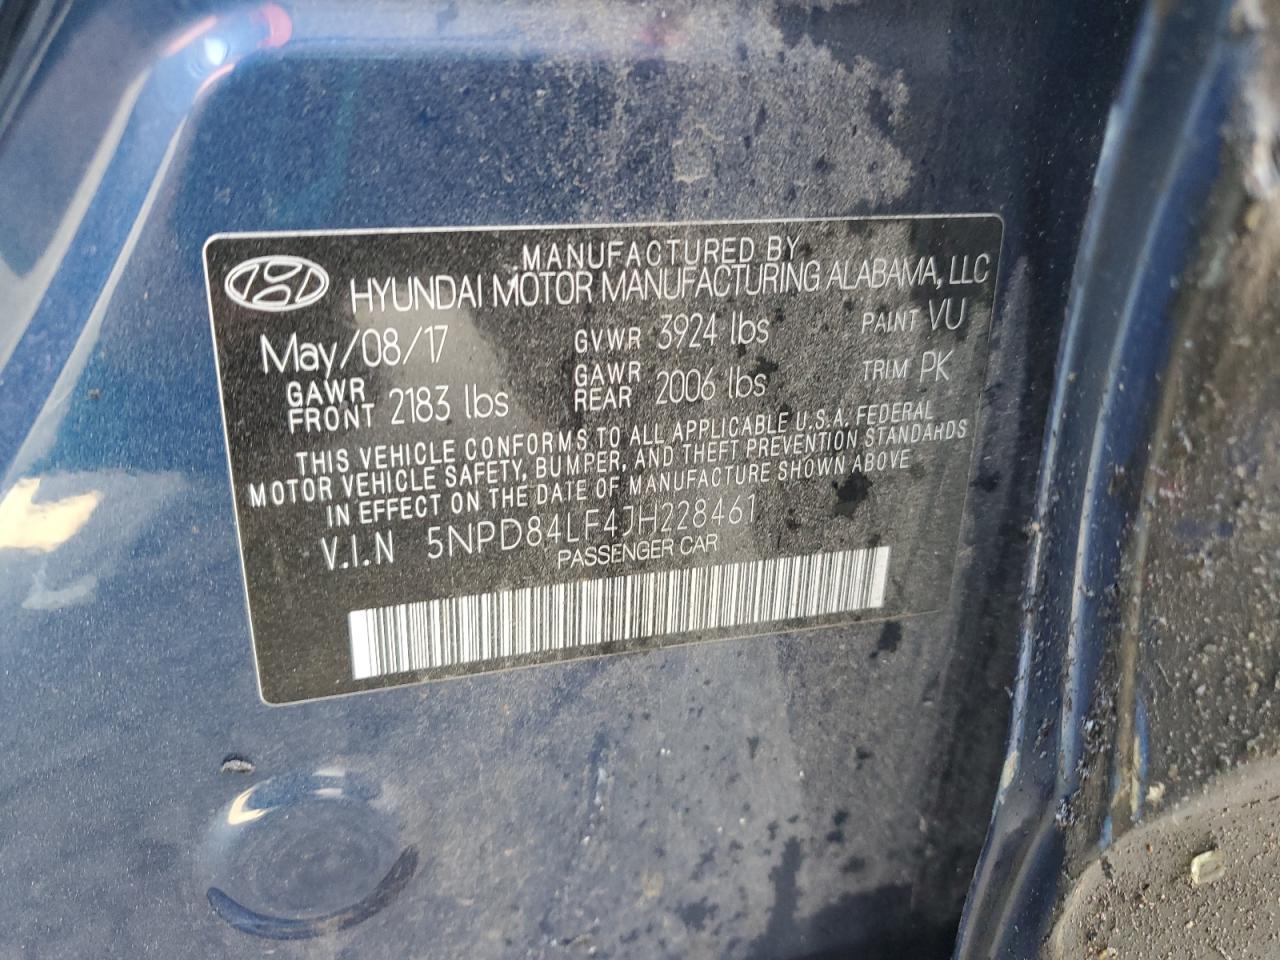 MANUFACTURED BY
HYUNDAI MOTOR MANUFACTURING ALABAMA, LLC
May/08/17 GVWR 3924 lbs PAINT VU
GAWR FRONT 2183 lbs GAWR REAR 2006 lbs TRIM PK
THIS VEHICLE CONFORMS TO ALL APPLICABLE U.S.A. FEDERAL
MOTOR VEHICLE SAFETY, BUMPER, AND THEFT PREVENTION STANDARDS
IN EFFECT ON THE DATE OF MANUFACTURE SHOWN ABOVE
V.I.N 5NPD84LF4JH228461
PASSENGER CAR